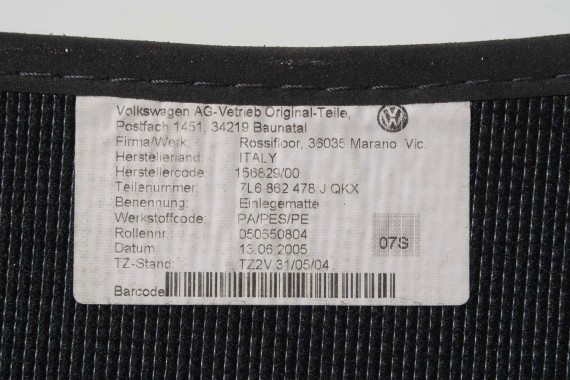 Volkswagen AG-Vetrieb Original-Teile,
Postfach 1451, 34219 Baunatal
Firma/Werk: Rossifloor, 36035 Marano Vic.
Herstellerland: ITALY
Herstellercode: 156829/00
Teilenummer: 7L6 862 478 J QKX
Benennung: Einlegematte
Werkstoffcode: PA/PES/PE
Rollennr.: 050550804
Datum: 13.06.2005
TZ-Stand: TZ2V 31/05/04
07S
Barcode